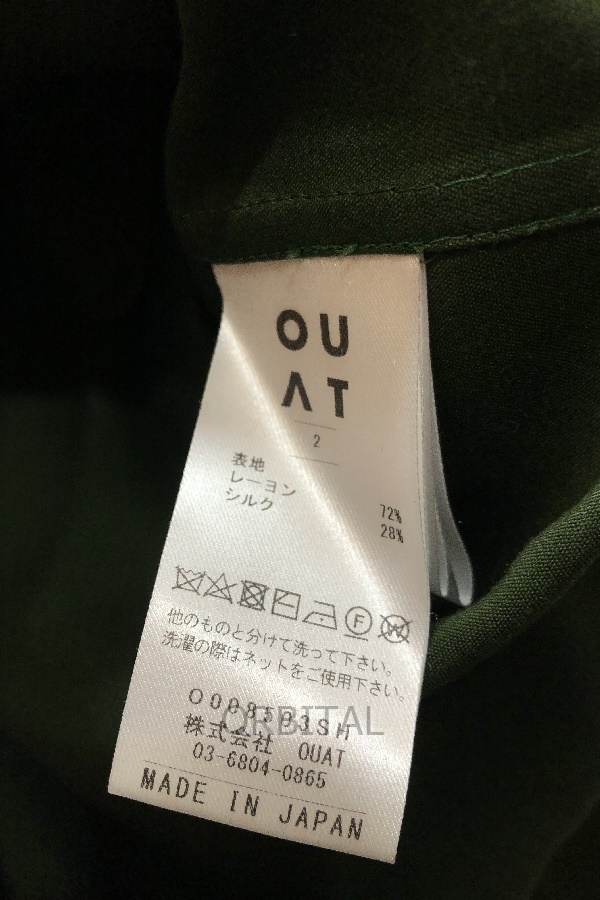 OU
ΛT
2
表地
レーヨン 72%
シルク 28%
F
W
他のものと分けて洗って下さい。
洗濯の際はネットをご使用下さい。
ORBITAL
株式会社 OUAT
03-6804-0865
MADE IN JAPAN